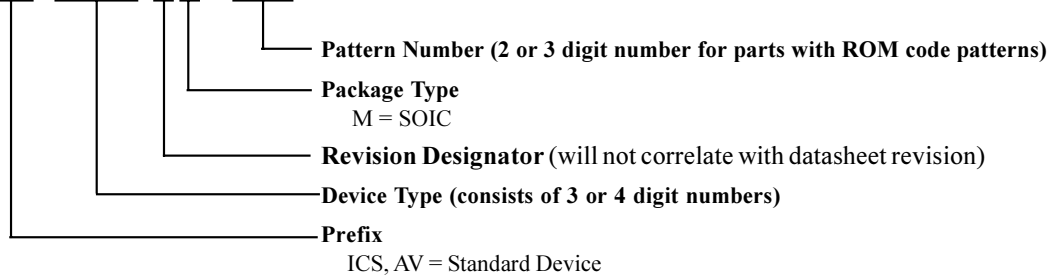 Pattern Number (2 or 3 digit number for parts with ROM code patterns)
Package Type
M = SOIC
Revision Designator (will not correlate with datasheet revision)
Device Type (consists of 3 or 4 digit numbers)
Prefix
ICS, AV = Standard Device